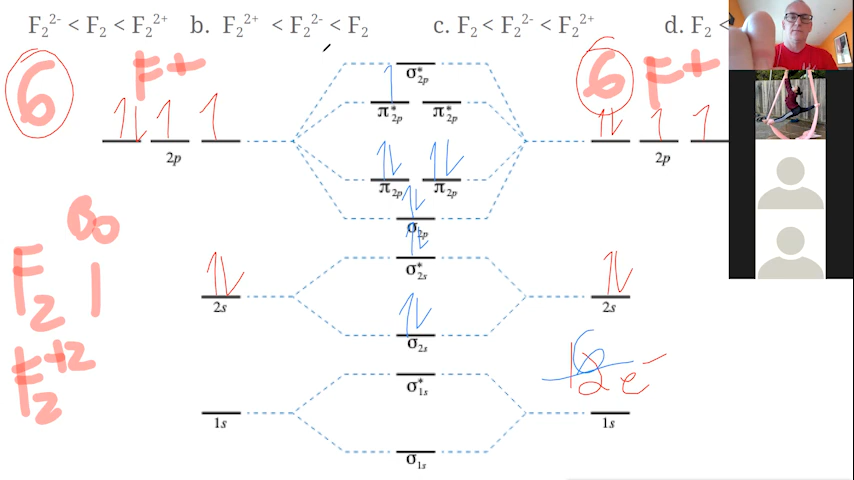 F₂²⁻ < F₂ < F₂²⁺ b. F₂²⁺ < F₂²⁻ < F₂ c. F₂ < F₂²⁻ < F₂²⁺ d. F₂ <
6 F+ σ*2p 6 F+
π*2p π*2p
2p 2p
π2p π2p
σ2p
Bo
F₂ 1 σ*2s
2s 2s
σ2s
F₂⁺² 12 e⁻
σ*1s
1s 1s
σ1s